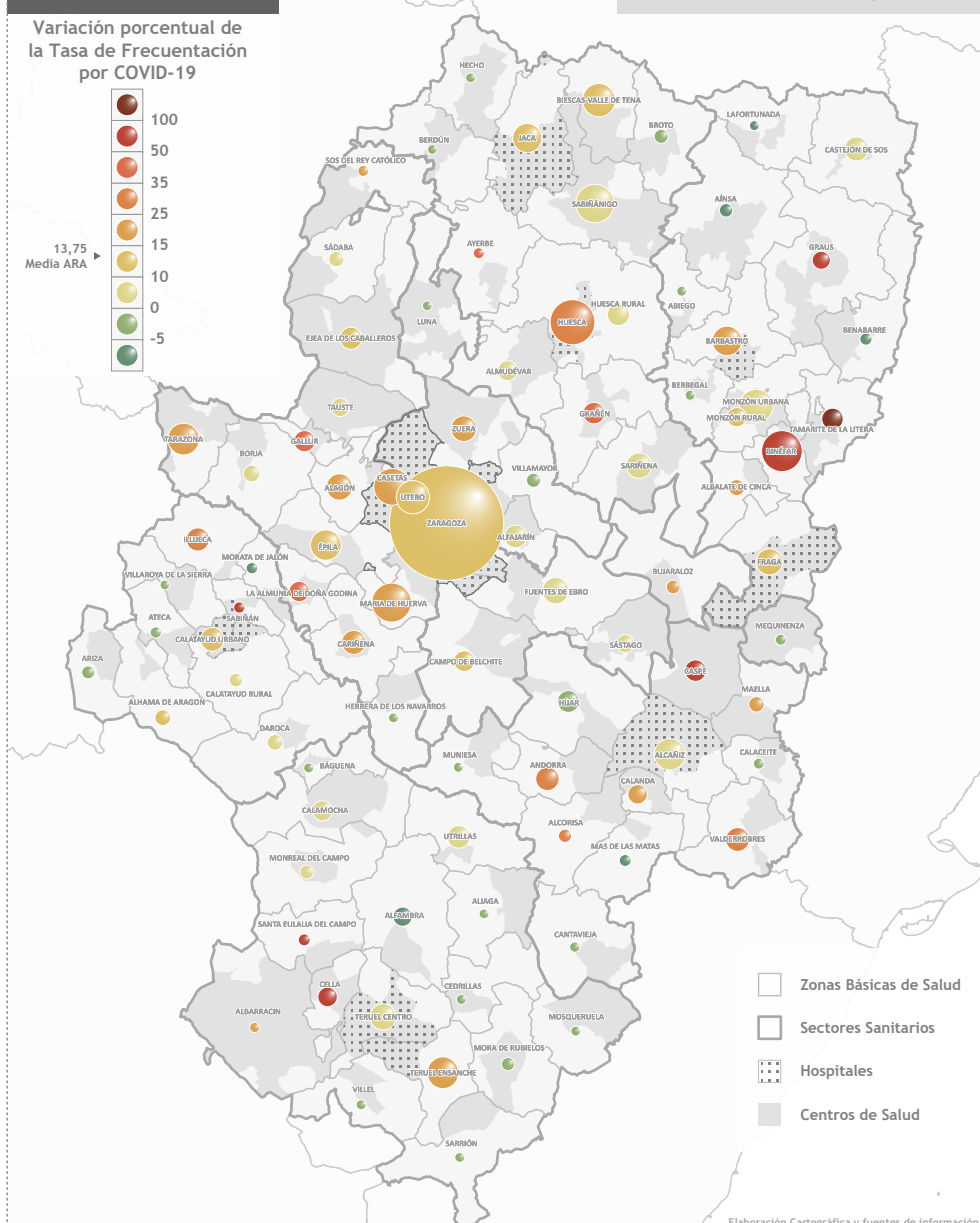 Variación porcentual de
la Tasa de Frecuentación
por COVID-19
100
50
35
25
15
13,75
Media ARA
10
0
-5
HECHO
BIESCAS-VALLE DE TENA
LAFORTUNADA
BROTO
JACA
BERDÚN
CASTEJÓN DE SOS
SOS DEL REY CATÓLICO
AÍNSA
SABIÑÁNIGO
AYERBE
SÁDABA
GRAUS
HUESCA RURAL
ABIEGO
LUNA
HUESCA
BENABARRE
EJEA DE LOS CABALLEROS
BARBASTRO
ALMUDÉVAR
BERBEGAL
MONZÓN URBANA
TAUSTE
GRAÑÉN
MONZÓN RURAL
ZUERA
TAMARITE DE LA LITERA
TARAZONA
GALLUR
BINÉFAR
BORJA
SARIÑENA
VILLAMAYOR
CASETAS
ALAGÓN
ALBALATE DE CINCA
UTEBO
ZARAGOZA
ALFAJARÍN
ILLUECA
ÉPILA
MORATA DE JALÓN
FRAGA
VILLAROYA DE LA SIERRA
BUJARALOZ
LA ALMUNIA DE DOÑA GODINA
FUENTES DE EBRO
MARIA DE HUERVA
ATECA
SABIÑÁN
MEQUINENZA
CALATAYUD URBANO
CARIÑENA
SÁSTAGO
ARIZA
CAMPO DE BELCHITE
CASPE
CALATAYUD RURAL
MAELLA
ALHAMA DE ARAGON
HERRERA DE LOS NAVARROS
HÍJAR
DAROCA
CALACEITE
MUNIESA
ALCAÑIZ
BÁGUENA
ANDORRA
CALANDA
CALAMOCHA
ALCORISA
UTRILLAS
VALDERROBRES
MAS DE LAS MATAS
MONREAL DEL CAMPO
ALIAGA
ALFAMBRA
SANTA EULALIA DEL CAMPO
CANTAVIEJA
CELLA
CEDRILLAS
Zonas Básicas de Salud
ALBARRACIN
TERUEL CENTRO
MOSQUERUELA
Sectores Sanitarios
MORA DE RUBIELOS
TERUEL ENSANCHE
Hospitales
VILLEL
Centros de Salud
SARRIÓN
Elaboración Cartográfica y fuentes de información